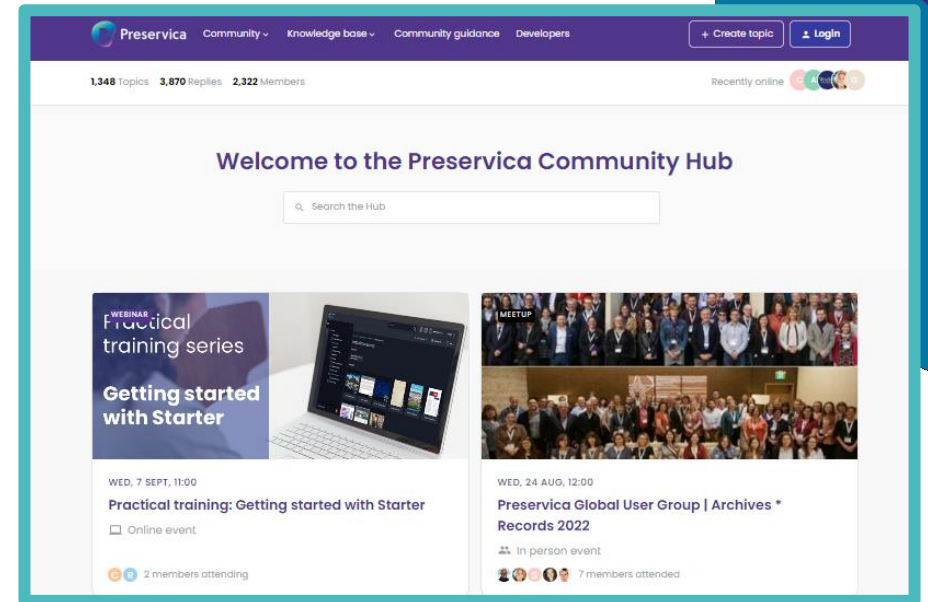 Preservica Community Knowledge base Community guidance Developers + Create topic Login
1,348 Topics 3,870 Replies 2,322 Members Recently online
Welcome to the Preservica Community Hub
Search the Hub
WEBINAR
Practical
training series
Getting started
with Starter
MEETUP
WED, 7 SEPT, 11:00
Practical training: Getting started with Starter
Online event
2 members attending
WED, 24 AUG, 12:00
Preservica Global User Group | Archives *
Records 2022
In person event
7 members attended